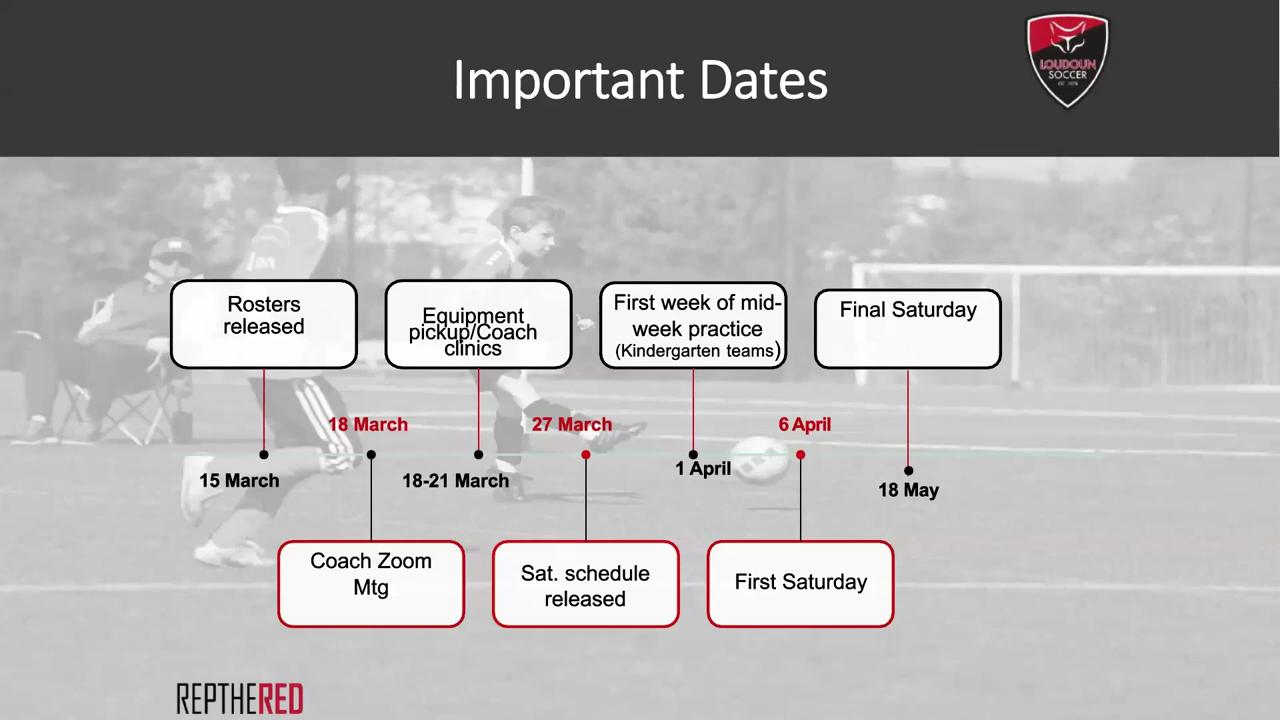 Important Dates
LOUDOUN
SOCCER
Rosters
released
Equipment
pickup/Coach
clinics
First week of mid-
week practice
(Kindergarten teams)
Final Saturday
18 March
27 March
6 April
15 March
18-21 March
1 April
18 May
Coach Zoom
Mtg
Sat. schedule
released
First Saturday
REPTHERED